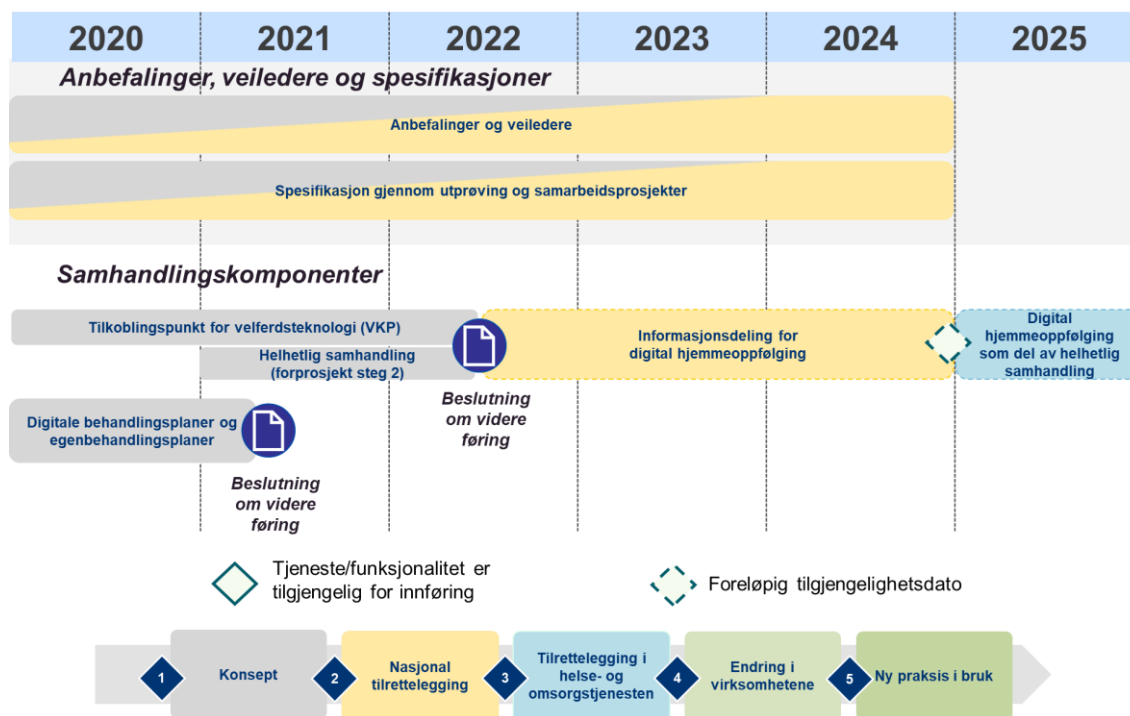 2020 2021 2022 2023 2024 2025
Anbefalinger, veiledere og spesifikasjoner
Anbefalinger og veiledere
Spesifikasjon gjennom utprøving og samarbeidsprosjekter
Samhandlingskomponenter
Tilkoblingspunkt for velferdsteknologi (VKP)
Helhetlig samhandling
(forprosjekt steg 2)
Informasjonsdeling for
digital hjemmeoppfølging
Digital
hjemmeoppfølging
som del av helhetlig
samhandling
Beslutning
om videre
føring
Digitale behandlingsplaner og
egenbehandlingsplaner
Beslutning
om videre
føring
Tjeneste/funksjonalitet er
tilgjengelig for innføring
Foreløpig tilgjengelighetsdato
1
Konsept
2
Nasjonal
tilrettelegging
3
Tilrettelegging i
helse- og
omsorgstjenesten
4
Endring i
virksomhetene
5
Ny praksis i bruk